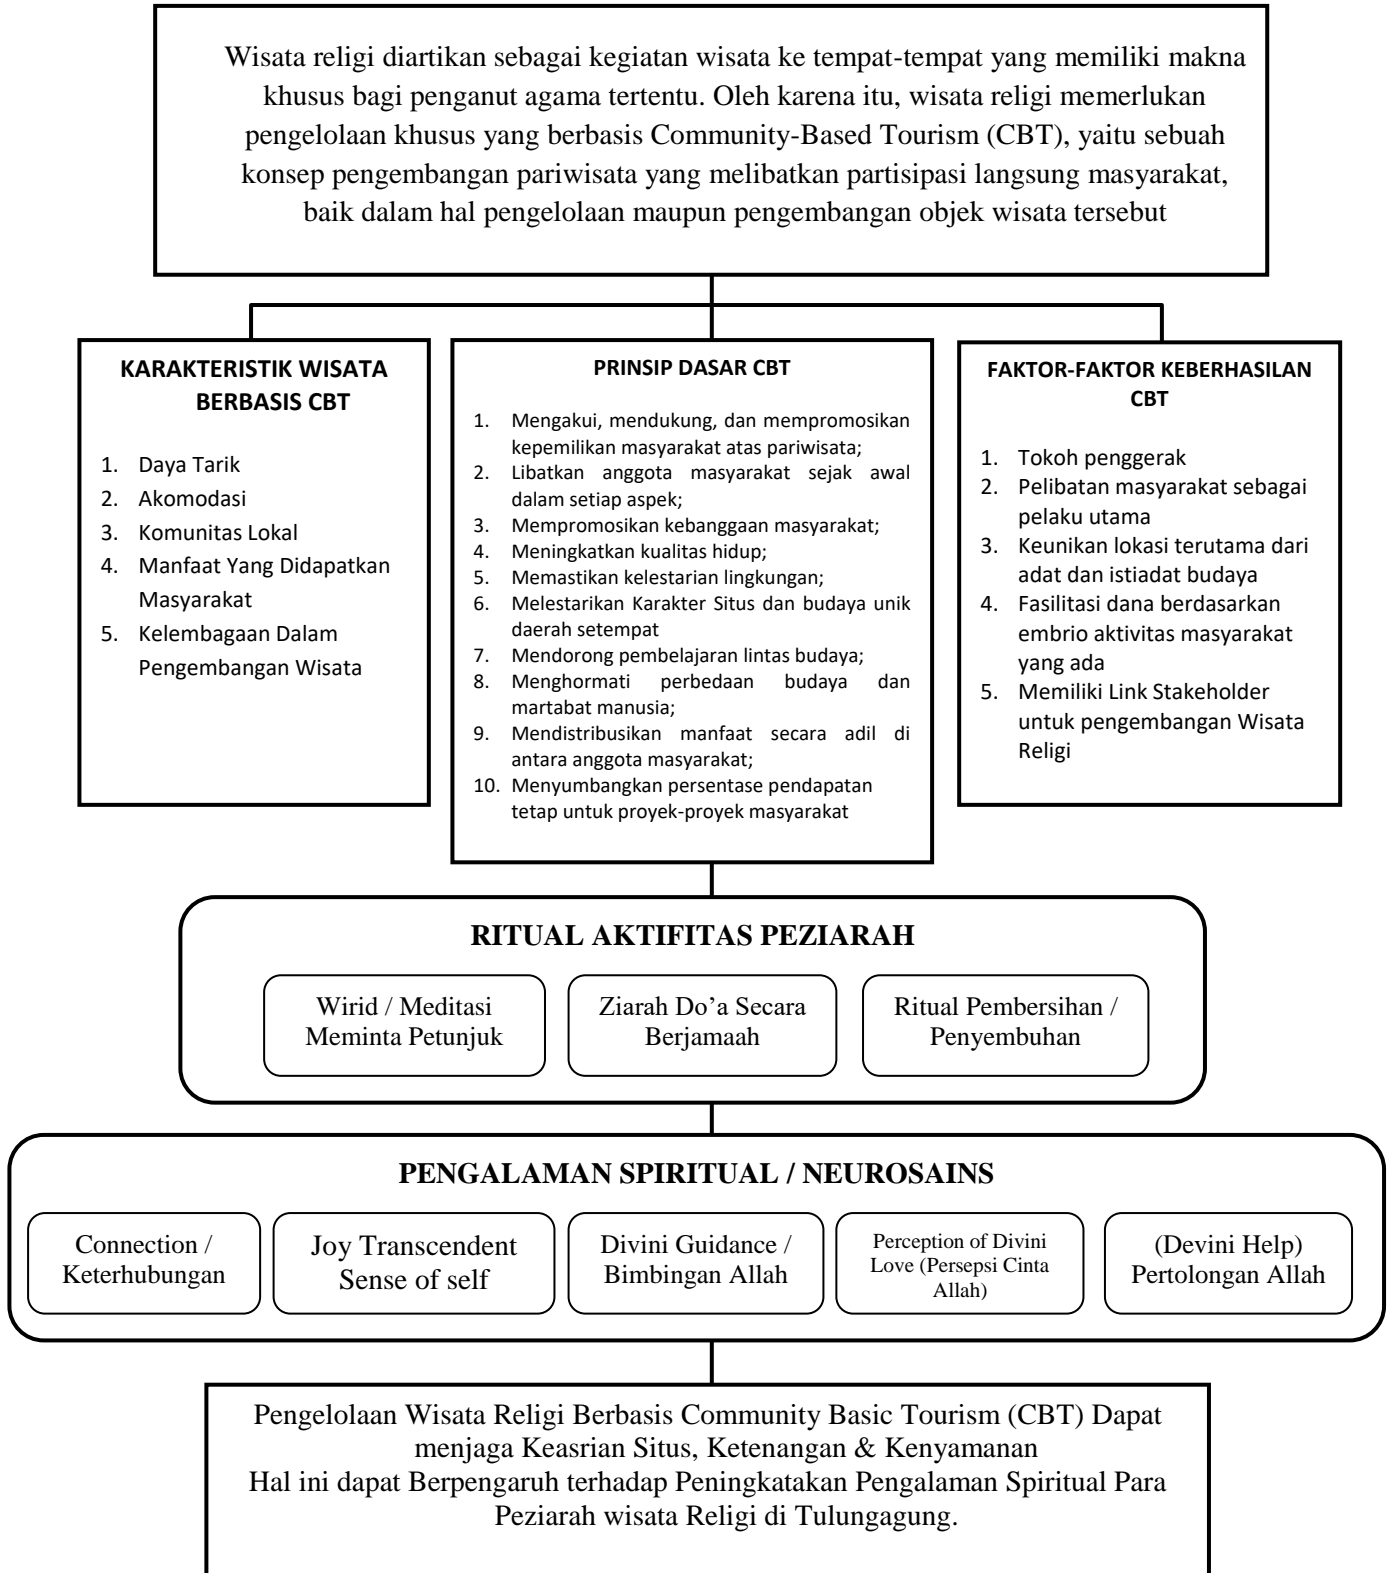 Wisata religi diartikan sebagai kegiatan wisata ke tempat-tempat yang memiliki makna
khusus bagi penganut agama tertentu. Oleh karena itu, wisata religi memerlukan
pengelolaan khusus yang berbasis Community-Based Tourism (CBT), yaitu sebuah
konsep pengembangan pariwisata yang melibatkan partisipasi langsung masyarakat,
baik dalam hal pengelolaan maupun pengembangan objek wisata tersebut
KARAKTERISTIK WISATA
BERBASIS CBT
1. Daya Tarik
2. Akomodasi
3. Komunitas Lokal
4. Manfaat Yang Didapatkan
Masyarakat
5. Kelembagaan Dalam
Pengembangan Wisata
PRINSIP DASAR CBT
1. Mengakui, mendukung, dan mempromosikan
kepemilikan masyarakat atas pariwisata;
2. Libatkan anggota masyarakat sejak awal
dalam setiap aspek;
3. Mempromosikan kebanggaan masyarakat;
4. Meningkatkan kualitas hidup;
5. Memastikan kelestarian lingkungan;
6. Melestarikan Karakter Situs dan budaya unik
daerah setempat
7. Mendorong pembelajaran lintas budaya;
8. Menghormati perbedaan budaya dan
martabat manusia;
9. Mendistribusikan manfaat secara adil di
antara anggota masyarakat;
10. Menyumbangkan persentase pendapatan
tetap untuk proyek-proyek masyarakat
FAKTOR-FAKTOR KEBERHASILAN
CBT
1. Tokoh penggerak
2. Pelibatan masyarakat sebagai
pelaku utama
3. Keunikan lokasi terutama dari
adat dan istiadat budaya
4. Fasilitasi dana berdasarkan
embrio aktivitas masyarakat
yang ada
5. Memiliki Link Stakeholder
untuk pengembangan Wisata
Religi
RITUAL AKTIFITAS PEZIARAH
Wirid / Meditasi
Meminta Petunjuk
Ziarah Do’a Secara
Berjamaah
Ritual Pembersihan /
Penyembuhan
PENGALAMAN SPIRITUAL / NEUROSAINS
Connection /
Keterhubungan
Joy Transcendent
Sense of self
Divini Guidance /
Bimbingan Allah
Perception of Divini
Love (Persepsi Cinta
Allah)
(Devini Help)
Pertolongan Allah
Pengelolaan Wisata Religi Berbasis Community Basic Tourism (CBT) Dapat
menjaga Keasrian Situs, Ketenangan & Kenyamanan
Hal ini dapat Berpengaruh terhadap Peningkatakan Pengalaman Spiritual Para
Peziarah wisata Religi di Tulungagung.